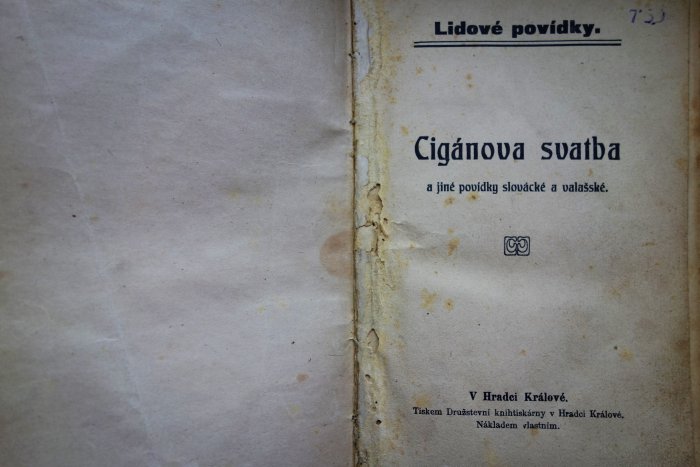 Lidové povídky.
Cigánova svatba
a jiné povídky slovácké a valašské.
V Hradci Králové.
Tiskem Družstevní knihtiskárny v Hradci Králové.
Nákladem vlastním.